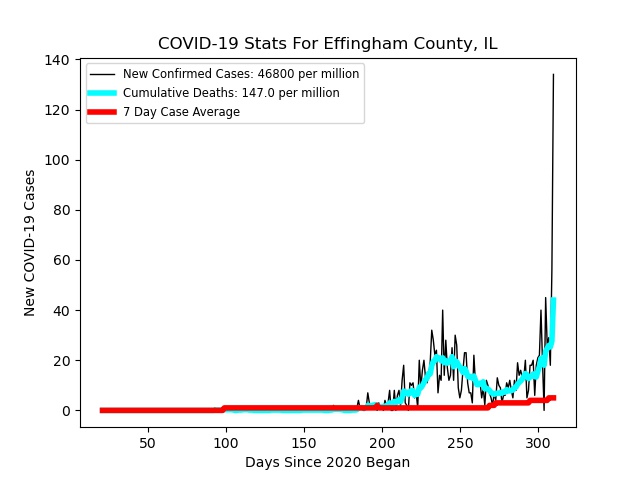 COVID-19 Stats For Effingham County, IL
New Confirmed Cases: 46800 per million
Cumulative Deaths: 147.0 per million
7 Day Case Average
New COVID-19 Cases
140
120
100
80
60
40
20
0
50
100
150
200
250
300
Days Since 2020 Began